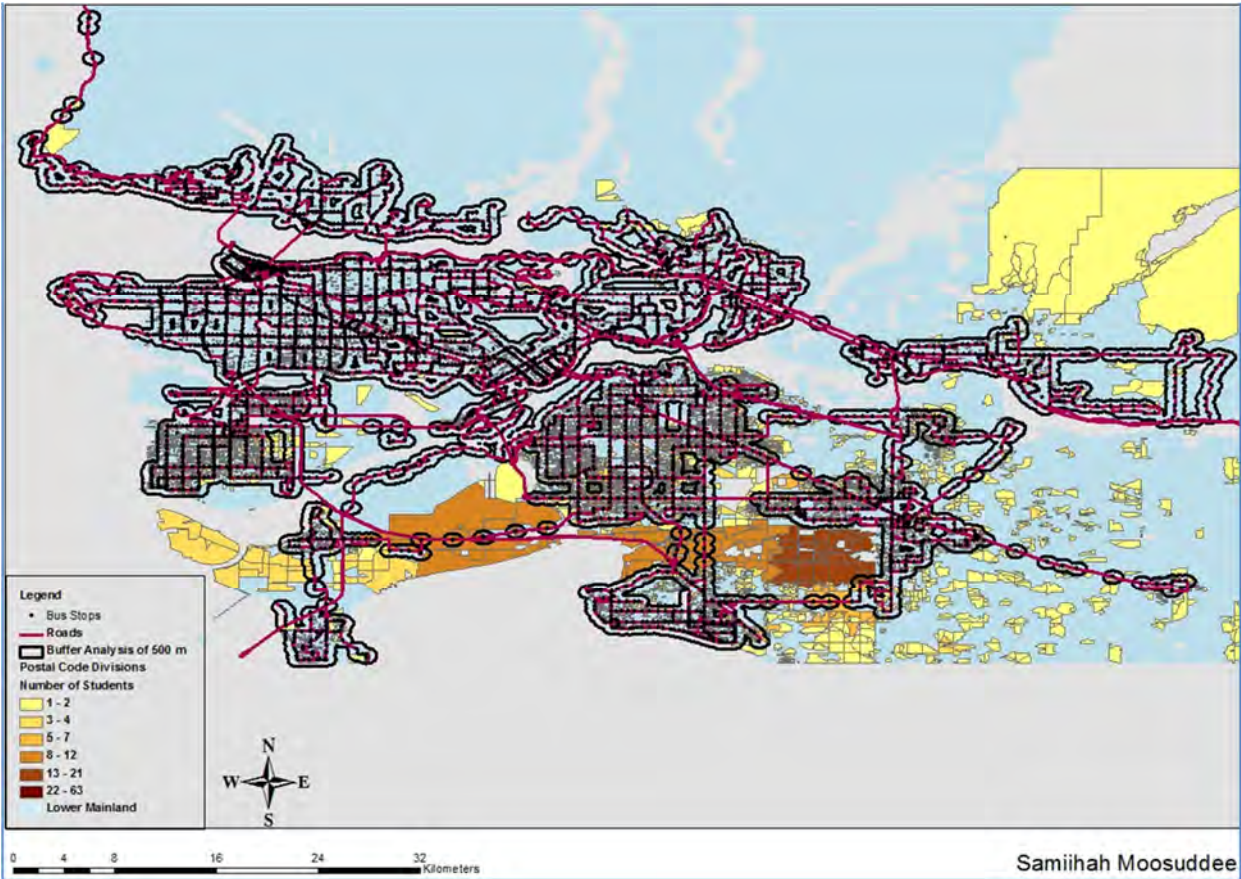 Legend
Bus Stops
Roads
Buffer Analysis of 500 m
Postal Code Divisions
Number of Students
1 - 2
3 - 4
5 - 7
8 - 12
13 - 21
22 - 63
Lower Mainland
N
W E
S
0 4 8 16 24 32
Kilometers
Samiihah Moosuddee